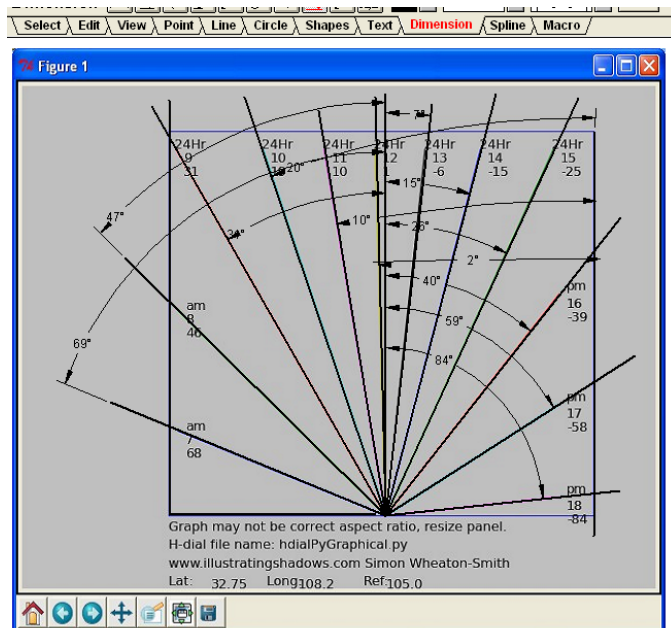 Select Edit View Point Line Circle Shapes Text Dimension Spline Macro
Figure 1
7°
24Hr 24Hr 24Hr 24Hr 24Hr 24Hr 24Hr
9 10 11 12 13 14 15
31 10 1 -6 -15 -25
20°
15°
47°
10°
26°
2°
40°
am pm
8 16
46 -39
59°
69°
84°
am pm
7 17
68 -58
pm
18
-84
Graph may not be correct aspect ratio, resize panel.
H-dial file name: hdialPyGraphical.py
www.illustratingshadows.com Simon Wheaton-Smith
Lat: 32.75 Long 108.2 Ref 105.0